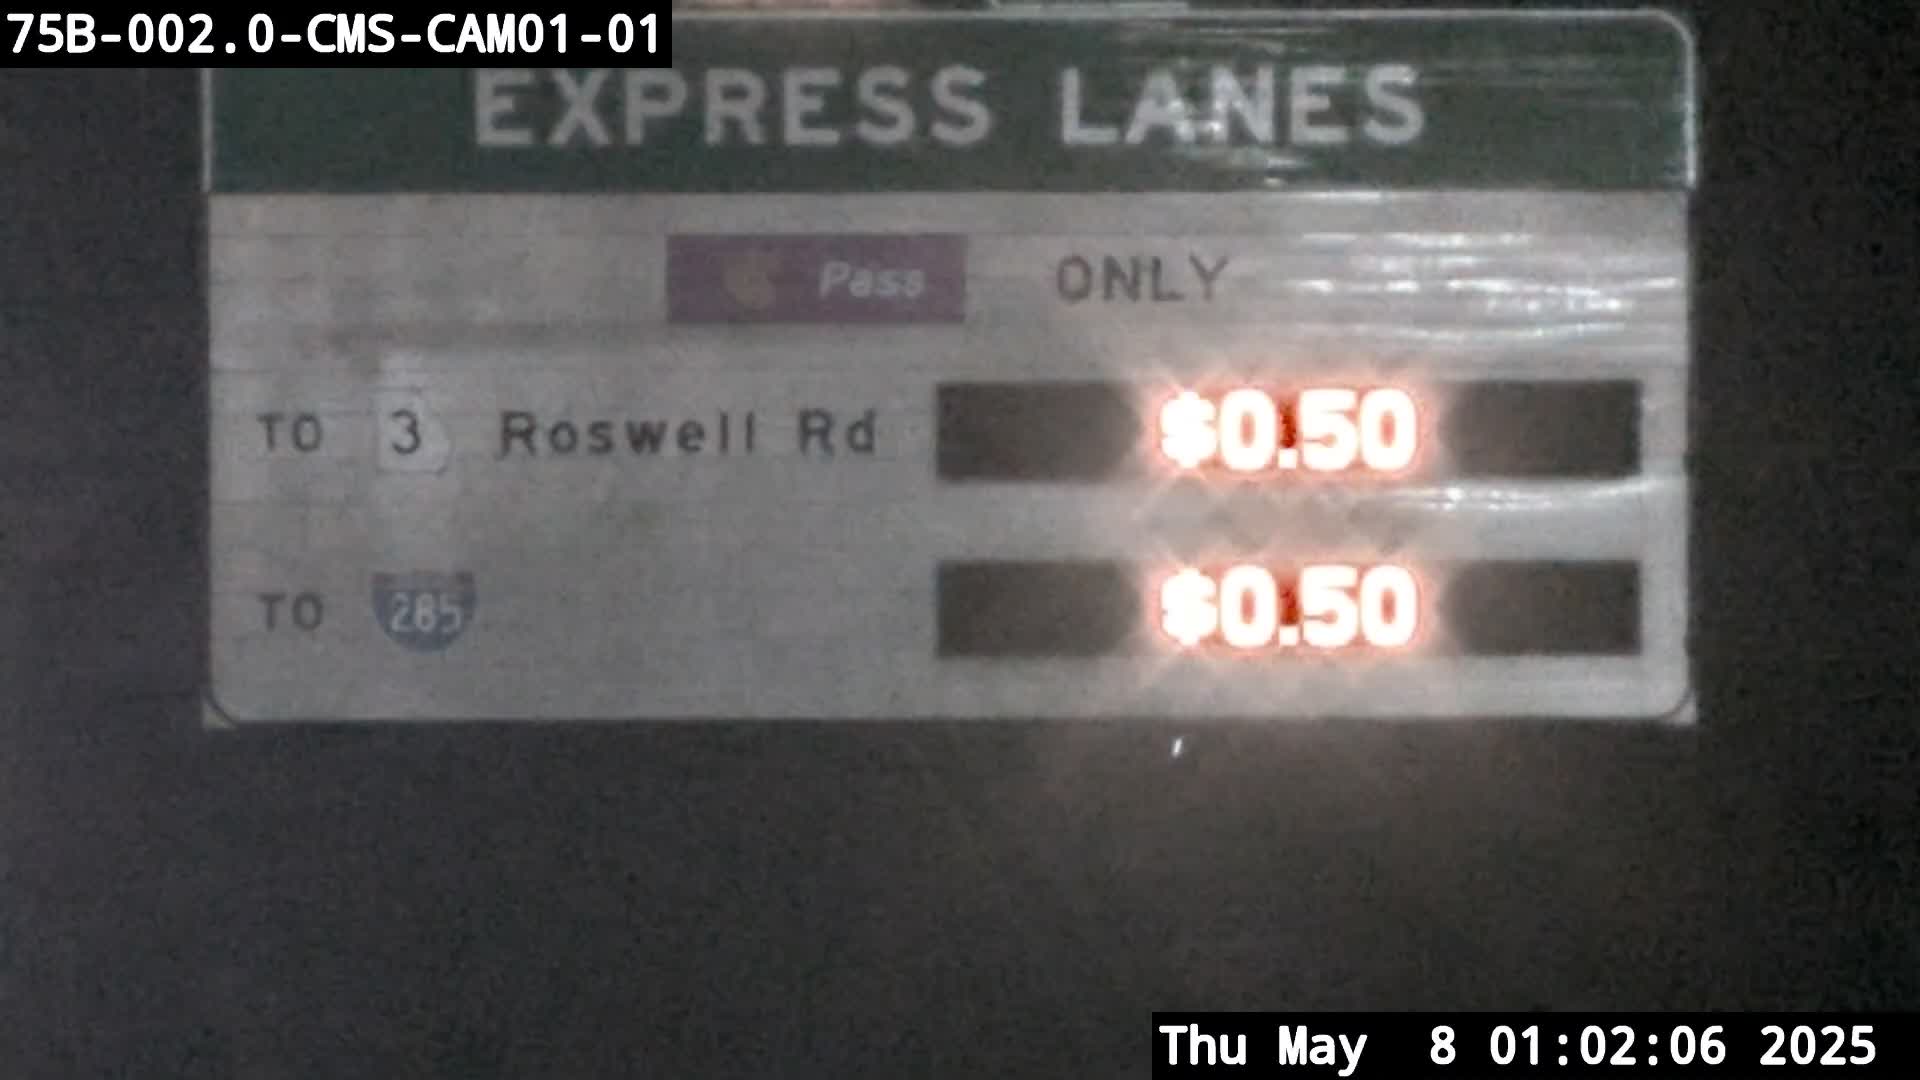 75B-002.0-CMS-CAM01-01
EXPRESS LANES
Pass ONLY
TO 3 Roswell Rd $0.50
TO 285 $0.50
Thu May 8 01:02:06 2025